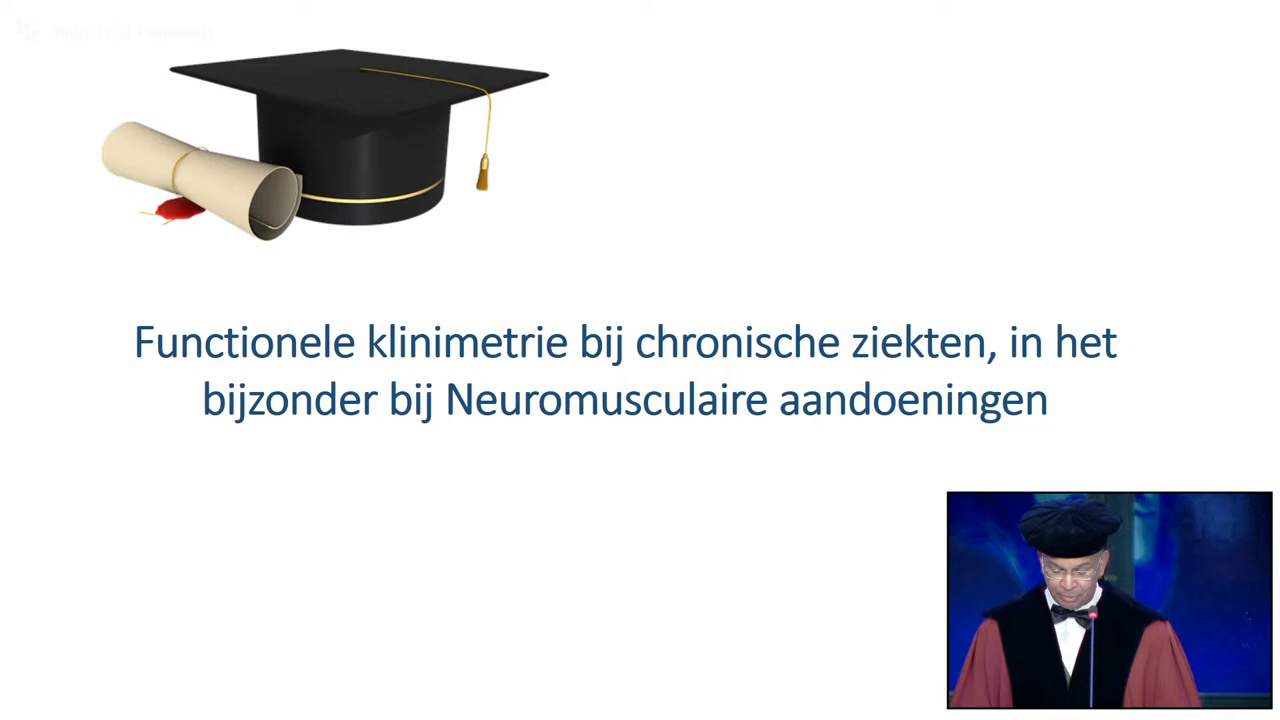 Functionele klinimetrie bij chronische ziekten, in het
bijzonder bij Neuromusculaire aandoeningen